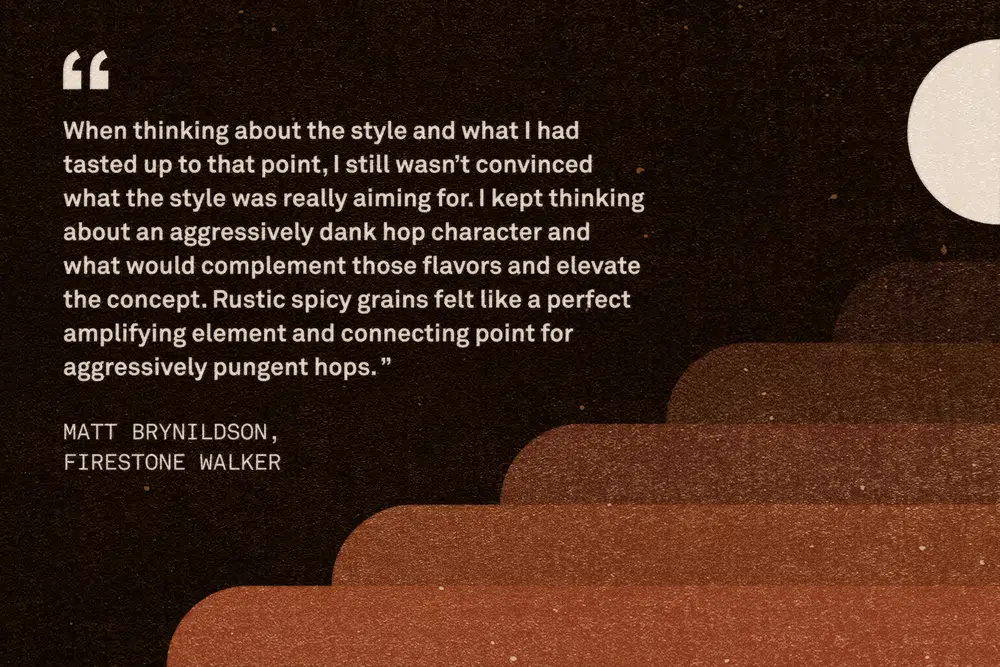 “
When thinking about the style and what I had
tasted up to that point, I still wasn’t convinced
what the style was really aiming for. I kept thinking
about an aggressively dank hop character and
what would complement those flavors and elevate
the concept. Rustic spicy grains felt like a perfect
amplifying element and connecting point for
aggressively pungent hops.”
MATT BRYNILDSON,
FIRESTONE WALKER